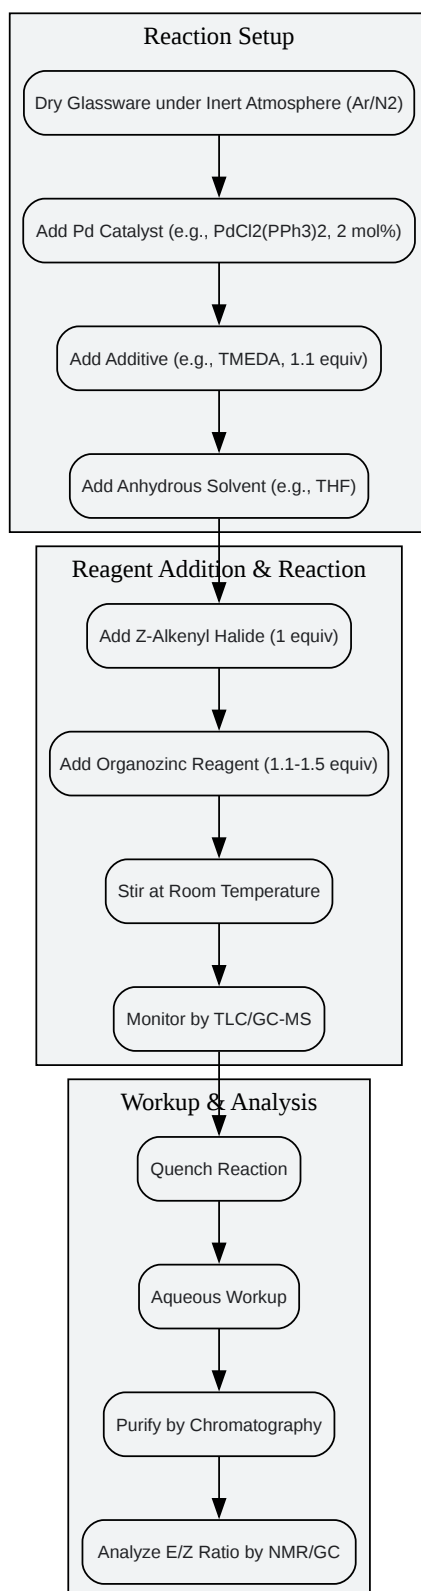 Reaction Setup
Dry Glassware under Inert Atmosphere (Ar/N2)
Add Pd Catalyst (e.g., PdCl2(PPh3)2, 2 mol%)
Add Additive (e.g., TMEDA, 1.1 equiv)
Add Anhydrous Solvent (e.g., THF)
Reagent Addition & Reaction
Add Z-Alkenyl Halide (1 equiv)
Add Organozinc Reagent (1.1-1.5 equiv)
Stir at Room Temperature
Monitor by TLC/GC-MS
Workup & Analysis
Quench Reaction
Aqueous Workup
Purify by Chromatography
Analyze E/Z Ratio by NMR/GC